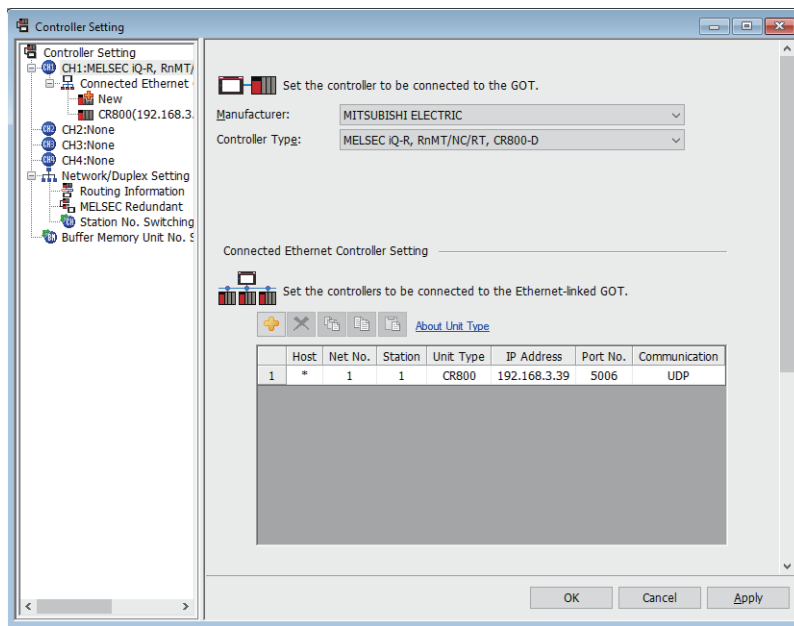 Controller Setting
Controller Setting
CH1:MELSEC iQ-R, RnMT/
Connected Ethernet
New
CR800(192.168.3.
CH2:None
CH3:None
CH4:None
Network/Duplex Setting
Routing Information
MELSEC Redundant
Station No. Switching
Buffer Memory Unit No. S
Set the controller to be connected to the GOT.
Manufacturer: MITSUBISHI ELECTRIC
Controller Type: MELSEC iQ-R, RnMT/NC/RT, CR800-D
Connected Ethernet Controller Setting
Set the controllers to be connected to the Ethernet-linked GOT.
About Unit Type
Host Net No. Station Unit Type IP Address Port No. Communication
1 * 1 1 CR800 192.168.3.39 5006 UDP
OK Cancel Apply